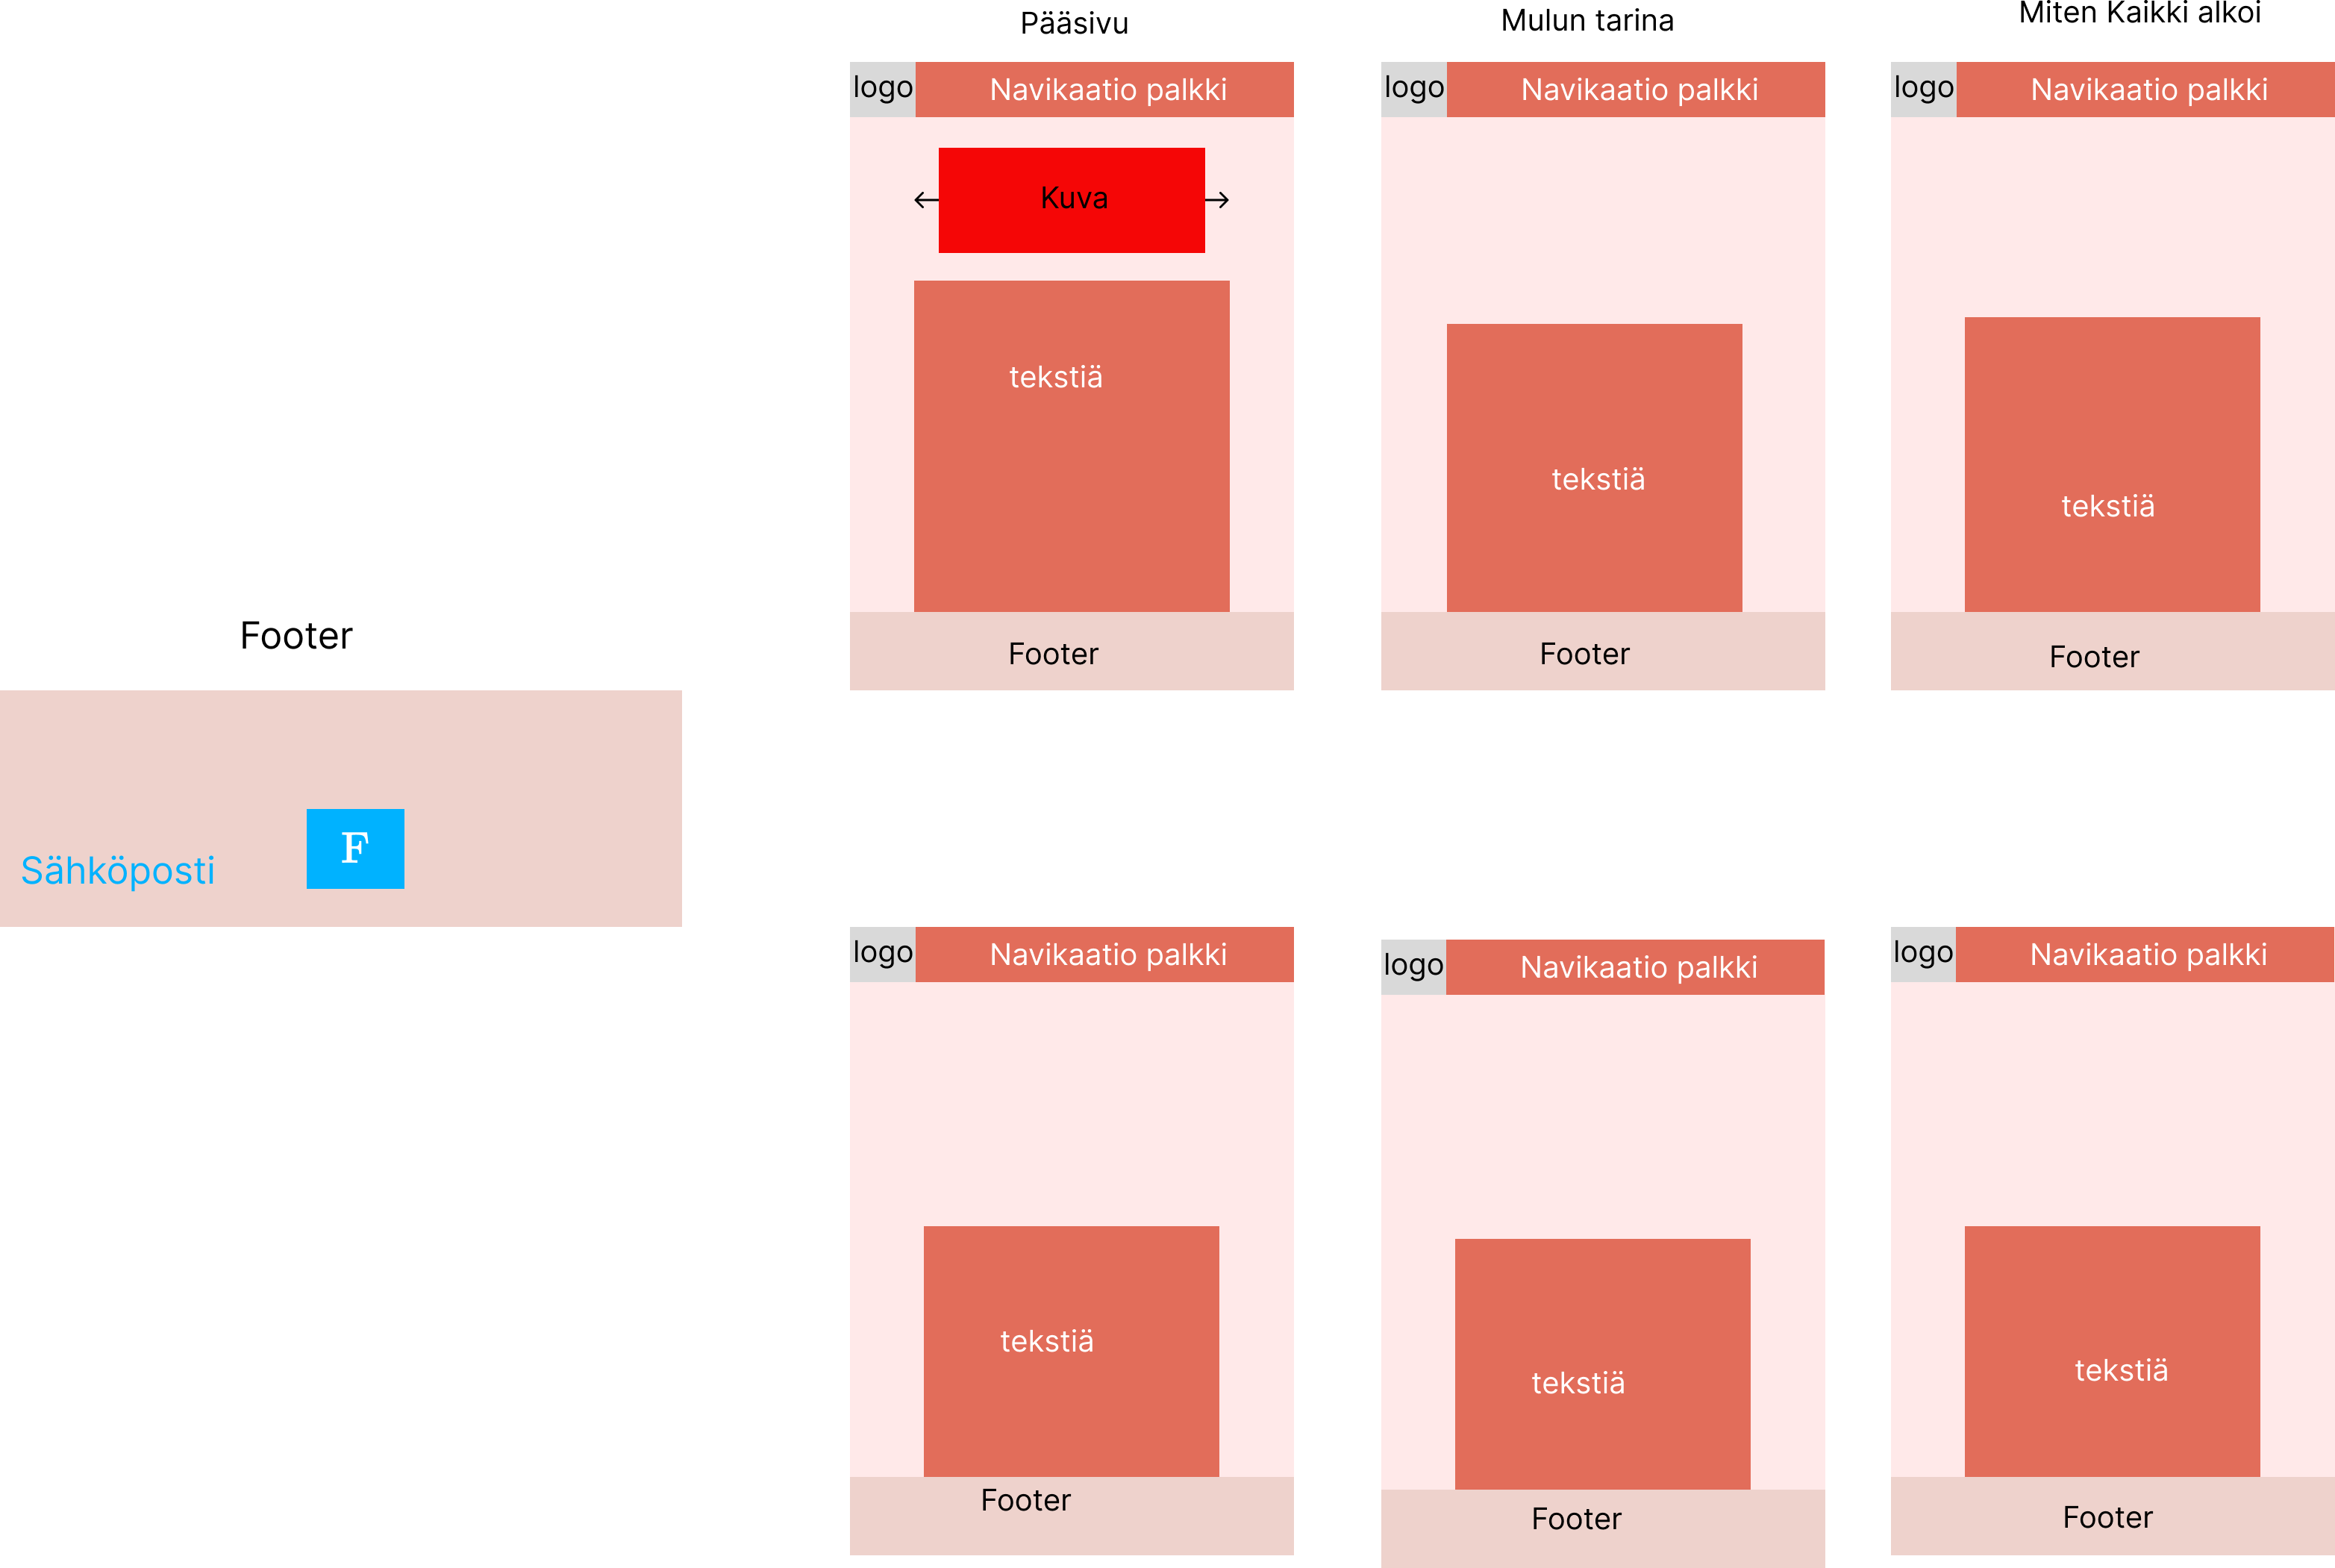 Pääsivu
Mulun tarina
Miten Kaikki alkoi
logo
Navikaatio palkki
logo
Navikaatio palkki
logo
Navikaatio palkki
Kuva
tekstiä
tekstiä
tekstiä
Footer
Footer
Footer
Footer
Sähköposti
F
logo
Navikaatio palkki
logo
Navikaatio palkki
logo
Navikaatio palkki
tekstiä
tekstiä
tekstiä
Footer
Footer
Footer